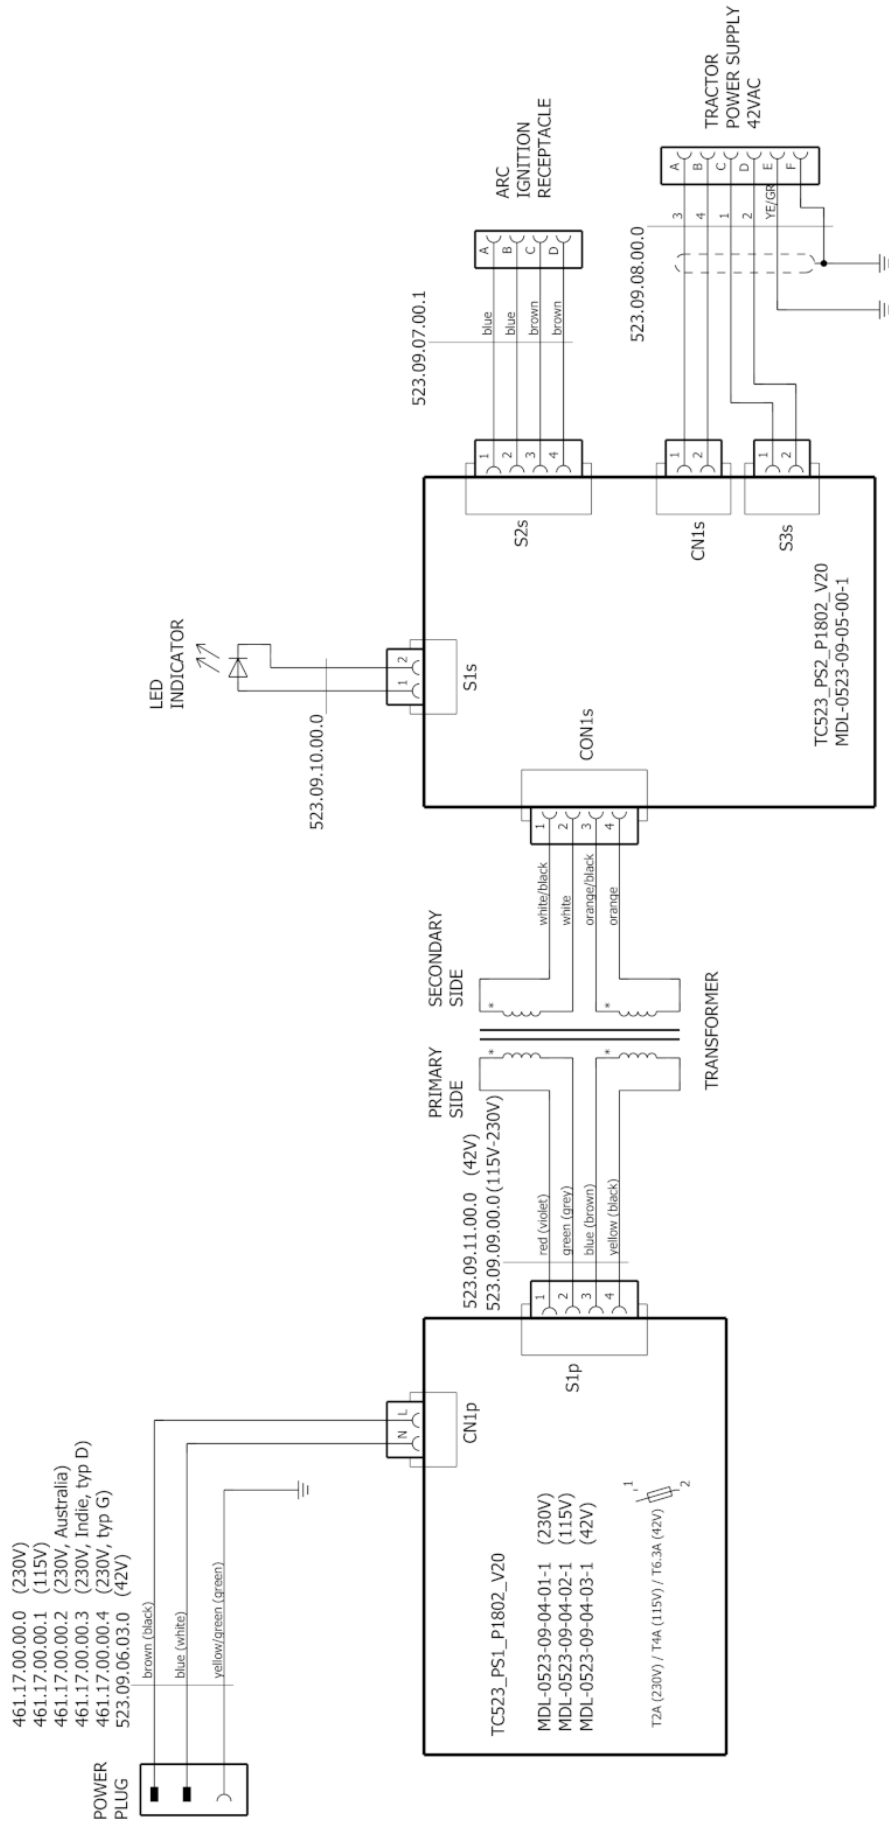 POWER
PLUG
461.17.00.00.0 (230V)
461.17.00.00.1 (115V)
461.17.00.00.2 (230V, Australia)
461.17.00.00.3 (230V, Indie, typ D)
461.17.00.00.4 (230V, typ G)
523.09.06.03.0 (42V)
brown (black)
blue (white)
yellow/green (green)
N
L
CN1p
TC523_PS1_P1802_V20
MDL-0523-09-04-01-1 (230V)
MDL-0523-09-04-02-1 (115V)
MDL-0523-09-04-03-1 (42V)
1
2
T2A (230V) / T4A (115V) / T6.3A (42V)
S1p
1
2
3
4
523.09.11.00.0 (42V)
523.09.09.00.0 (115V-230V)
red (violet)
green (grey)
blue (brown)
yellow (black)
PRIMARY
SIDE
SECONDARY
SIDE
*
*
*
*
TRANSFORMER
white/black
white
orange/black
orange
1
2
3
4
CON1s
LED
INDICATOR
523.09.10.00.0
1
2
S1s
TC523_PS2_P1802_V20
MDL-0523-09-05-00-1
S2s
1
2
3
4
523.09.07.00.1
blue
blue
brown
brown
A
B
C
D
ARC
IGNITION
RECEPTACLE
CN1s
1
2
S3s
1
2
523.09.08.00.0
3
4
1
2
YE/GR
A
B
C
D
E
F
TRACTOR
POWER SUPPLY
42VAC